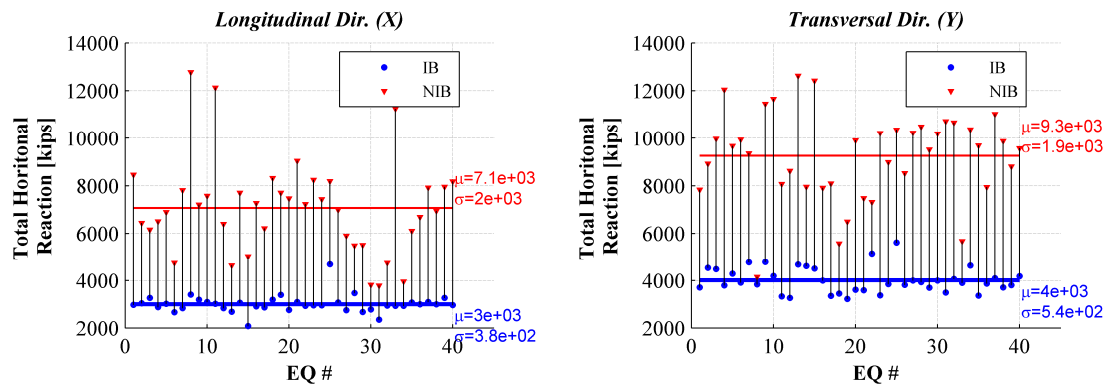 Longitudinal Dir. (X)
Total Horitonal
Reaction [kips]
14000
12000
10000
8000
6000
4000
2000
0
10
20
30
40
EQ #
IB
NIB
μ=7.1e+03
σ=2e+03
μ=3e+03
σ=3.8e+02
Transversal Dir. (Y)
Total Horitonal
Reaction [kips]
14000
12000
10000
8000
6000
4000
2000
0
10
20
30
40
EQ #
IB
NIB
μ=9.3e+03
σ=1.9e+03
μ=4e+03
σ=5.4e+02